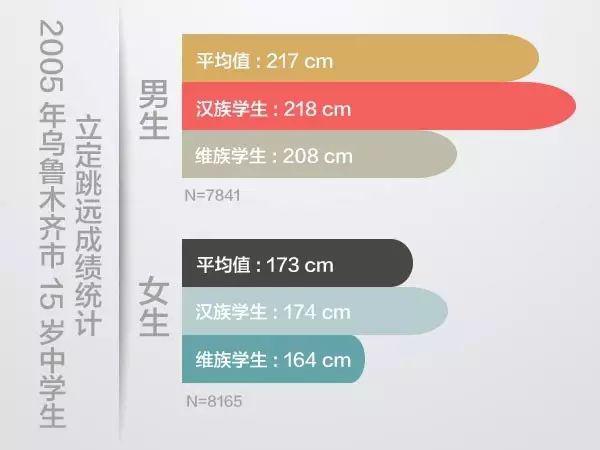 2005 年乌鲁木齐市 15 岁中学生
立定跳远成绩统计
男生
平均值 : 217 cm
汉族学生 : 218 cm
维族学生 : 208 cm
N=7841
女生
平均值 : 173 cm
汉族学生 : 174 cm
维族学生 : 164 cm
N=8165